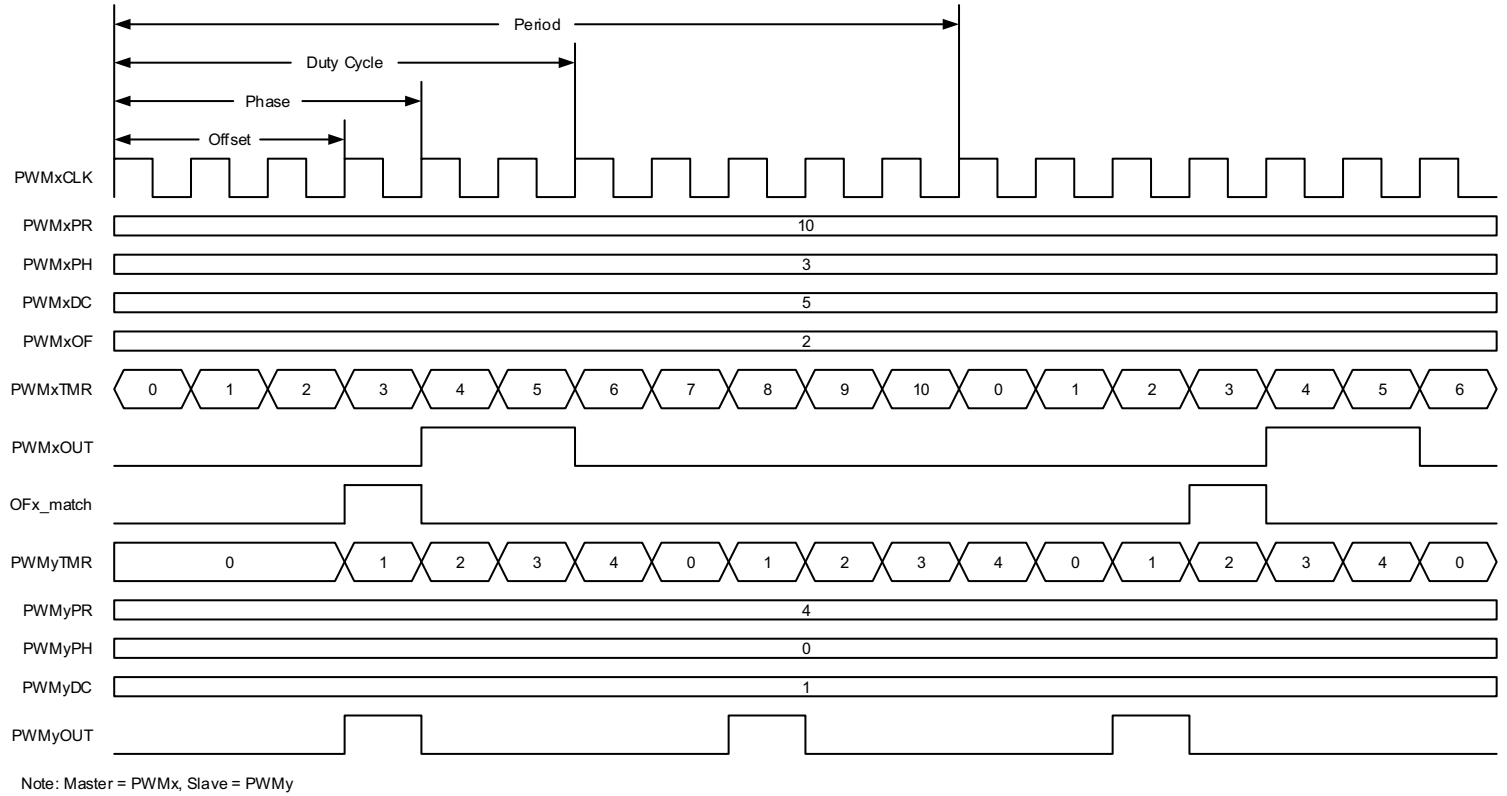 Period
Duty Cycle
Phase
Offset
PWMxCLK
PWMxPR 10
PWMxPH 3
PWMxDC 5
PWMxOF 2
PWMxTMR 0 1 2 3 4 5 6 7 8 9 10 0 1 2 3 4 5 6
PWMxOUT
OFx_match
PWMyTMR 0 1 2 3 4 0 1 2 3 4 0 1 2 3 4 0
PWMyPR 4
PWMyPH 0
PWMyDC 1
PWMyOUT
Note: Master = PWMx, Slave = PWMy